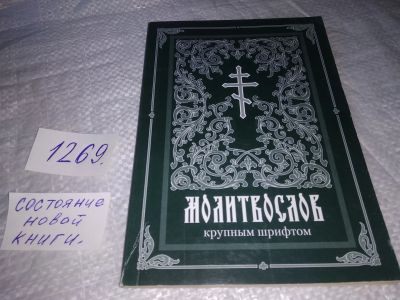 1269.
состояние
новой
книги.
МОЛИТВОСЛОВ
крупным шрифтом